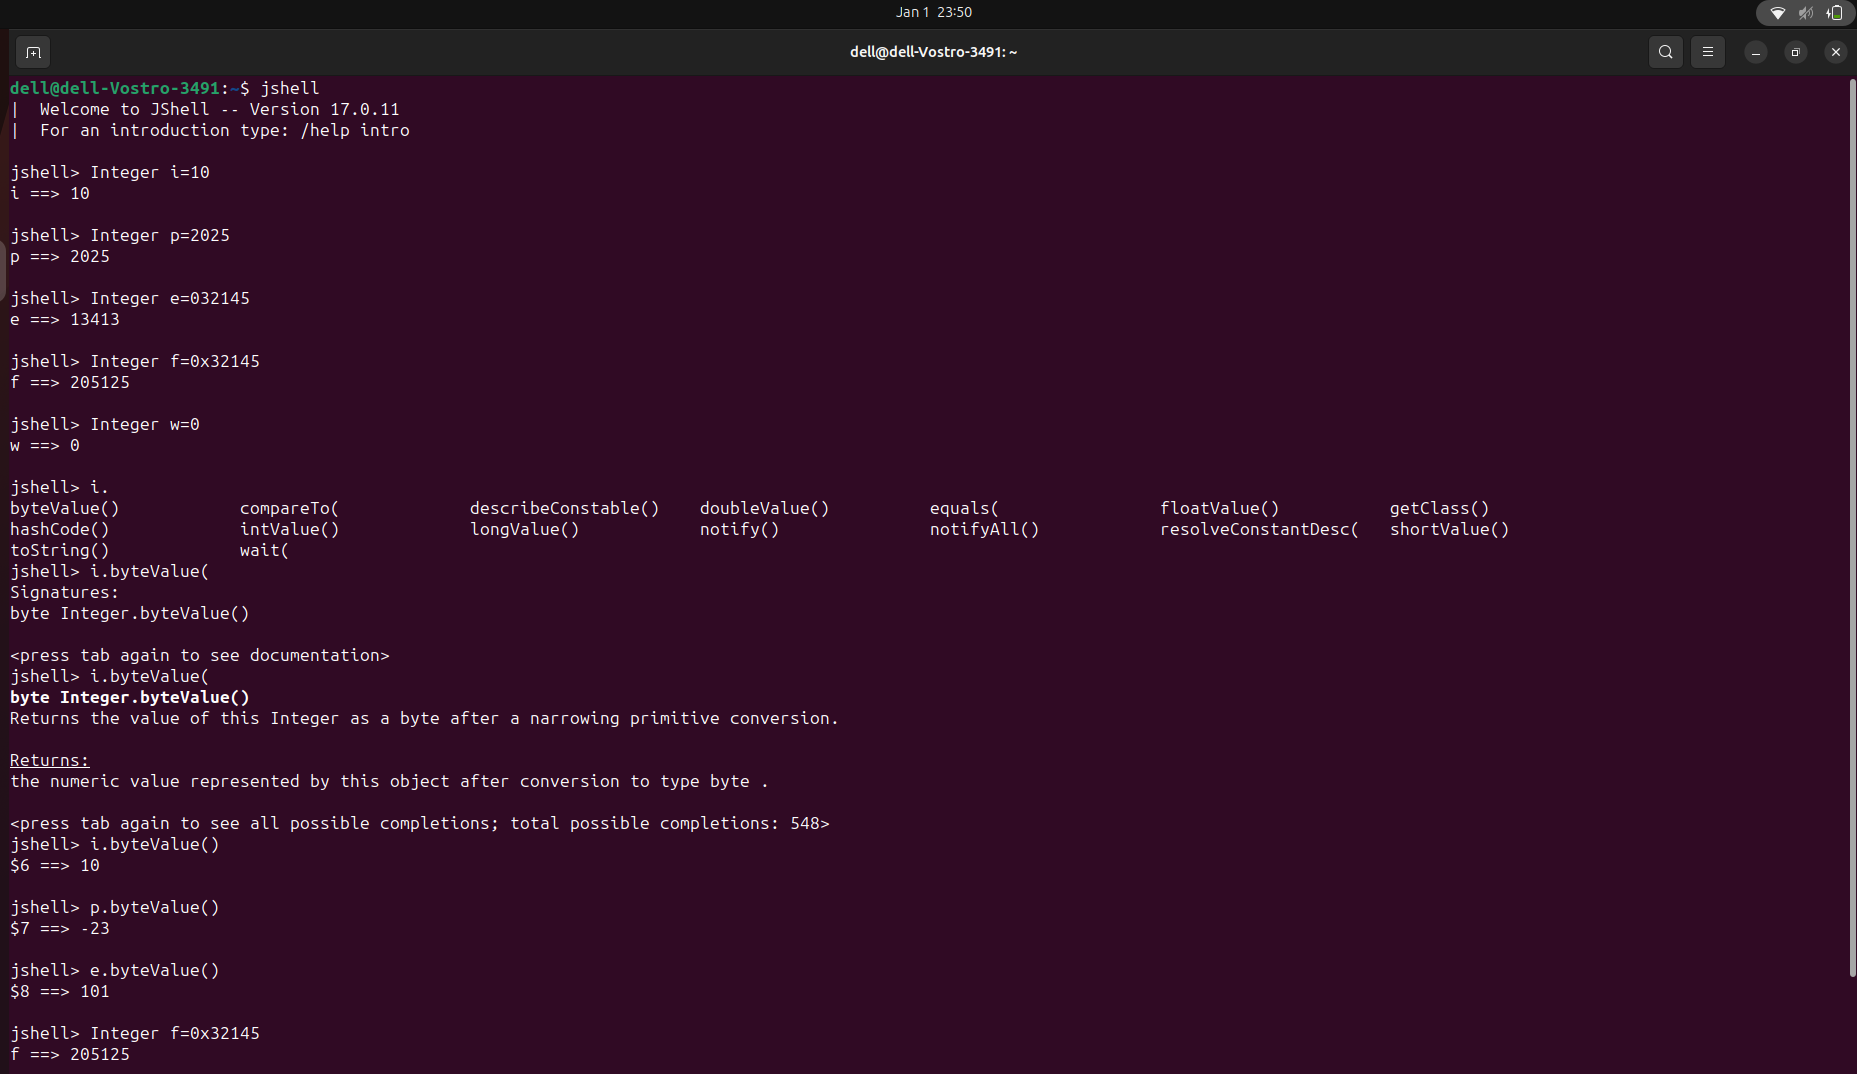 Jan 1 23:50
dell@dell-Vostro-3491: ~
dell@dell-Vostro-3491:~$ jshell
|  Welcome to JShell -- Version 17.0.11
|  For an introduction type: /help intro
jshell> Integer i=10
i ==> 10
jshell> Integer p=2025
p ==> 2025
jshell> Integer e=032145
e ==> 13413
jshell> Integer f=0x32145
f ==> 205125
jshell> Integer w=0
w ==> 0
jshell> i.
byteValue()            compareTo(             describeConstable()    doubleValue()          equals(                floatValue()           getClass()
hashCode()             intValue()             longValue()            notify()               notifyAll()            resolveConstantDesc(   shortValue()
toString()             wait(
jshell> i.byteValue(
Signatures:
byte Integer.byteValue()
<press tab again to see documentation>
jshell> i.byteValue(
byte Integer.byteValue()
Returns the value of this Integer as a byte after a narrowing primitive conversion.
Returns:
the numeric value represented by this object after conversion to type byte .
<press tab again to see all possible completions; total possible completions: 548>
jshell> i.byteValue()
$6 ==> 10
jshell> p.byteValue()
$7 ==> -23
jshell> e.byteValue()
$8 ==> 101
jshell> Integer f=0x32145
f ==> 205125